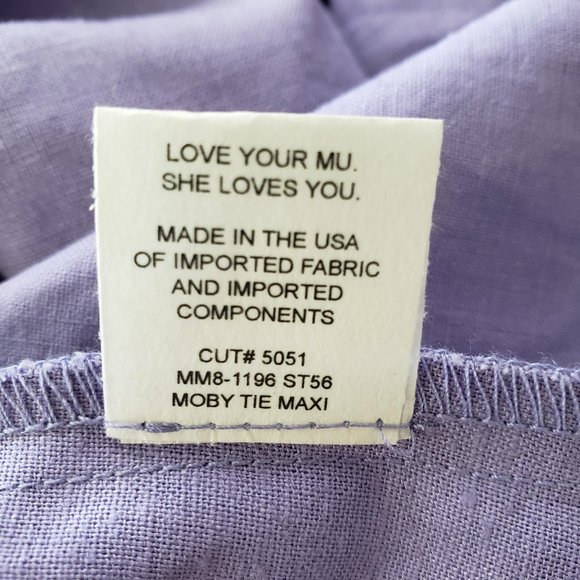 LOVE YOUR MU.
SHE LOVES YOU.
MADE IN THE USA
OF IMPORTED FABRIC
AND IMPORTED
COMPONENTS
CUT# 5051
MM8-1196 ST56
MOBY TIE MAXI